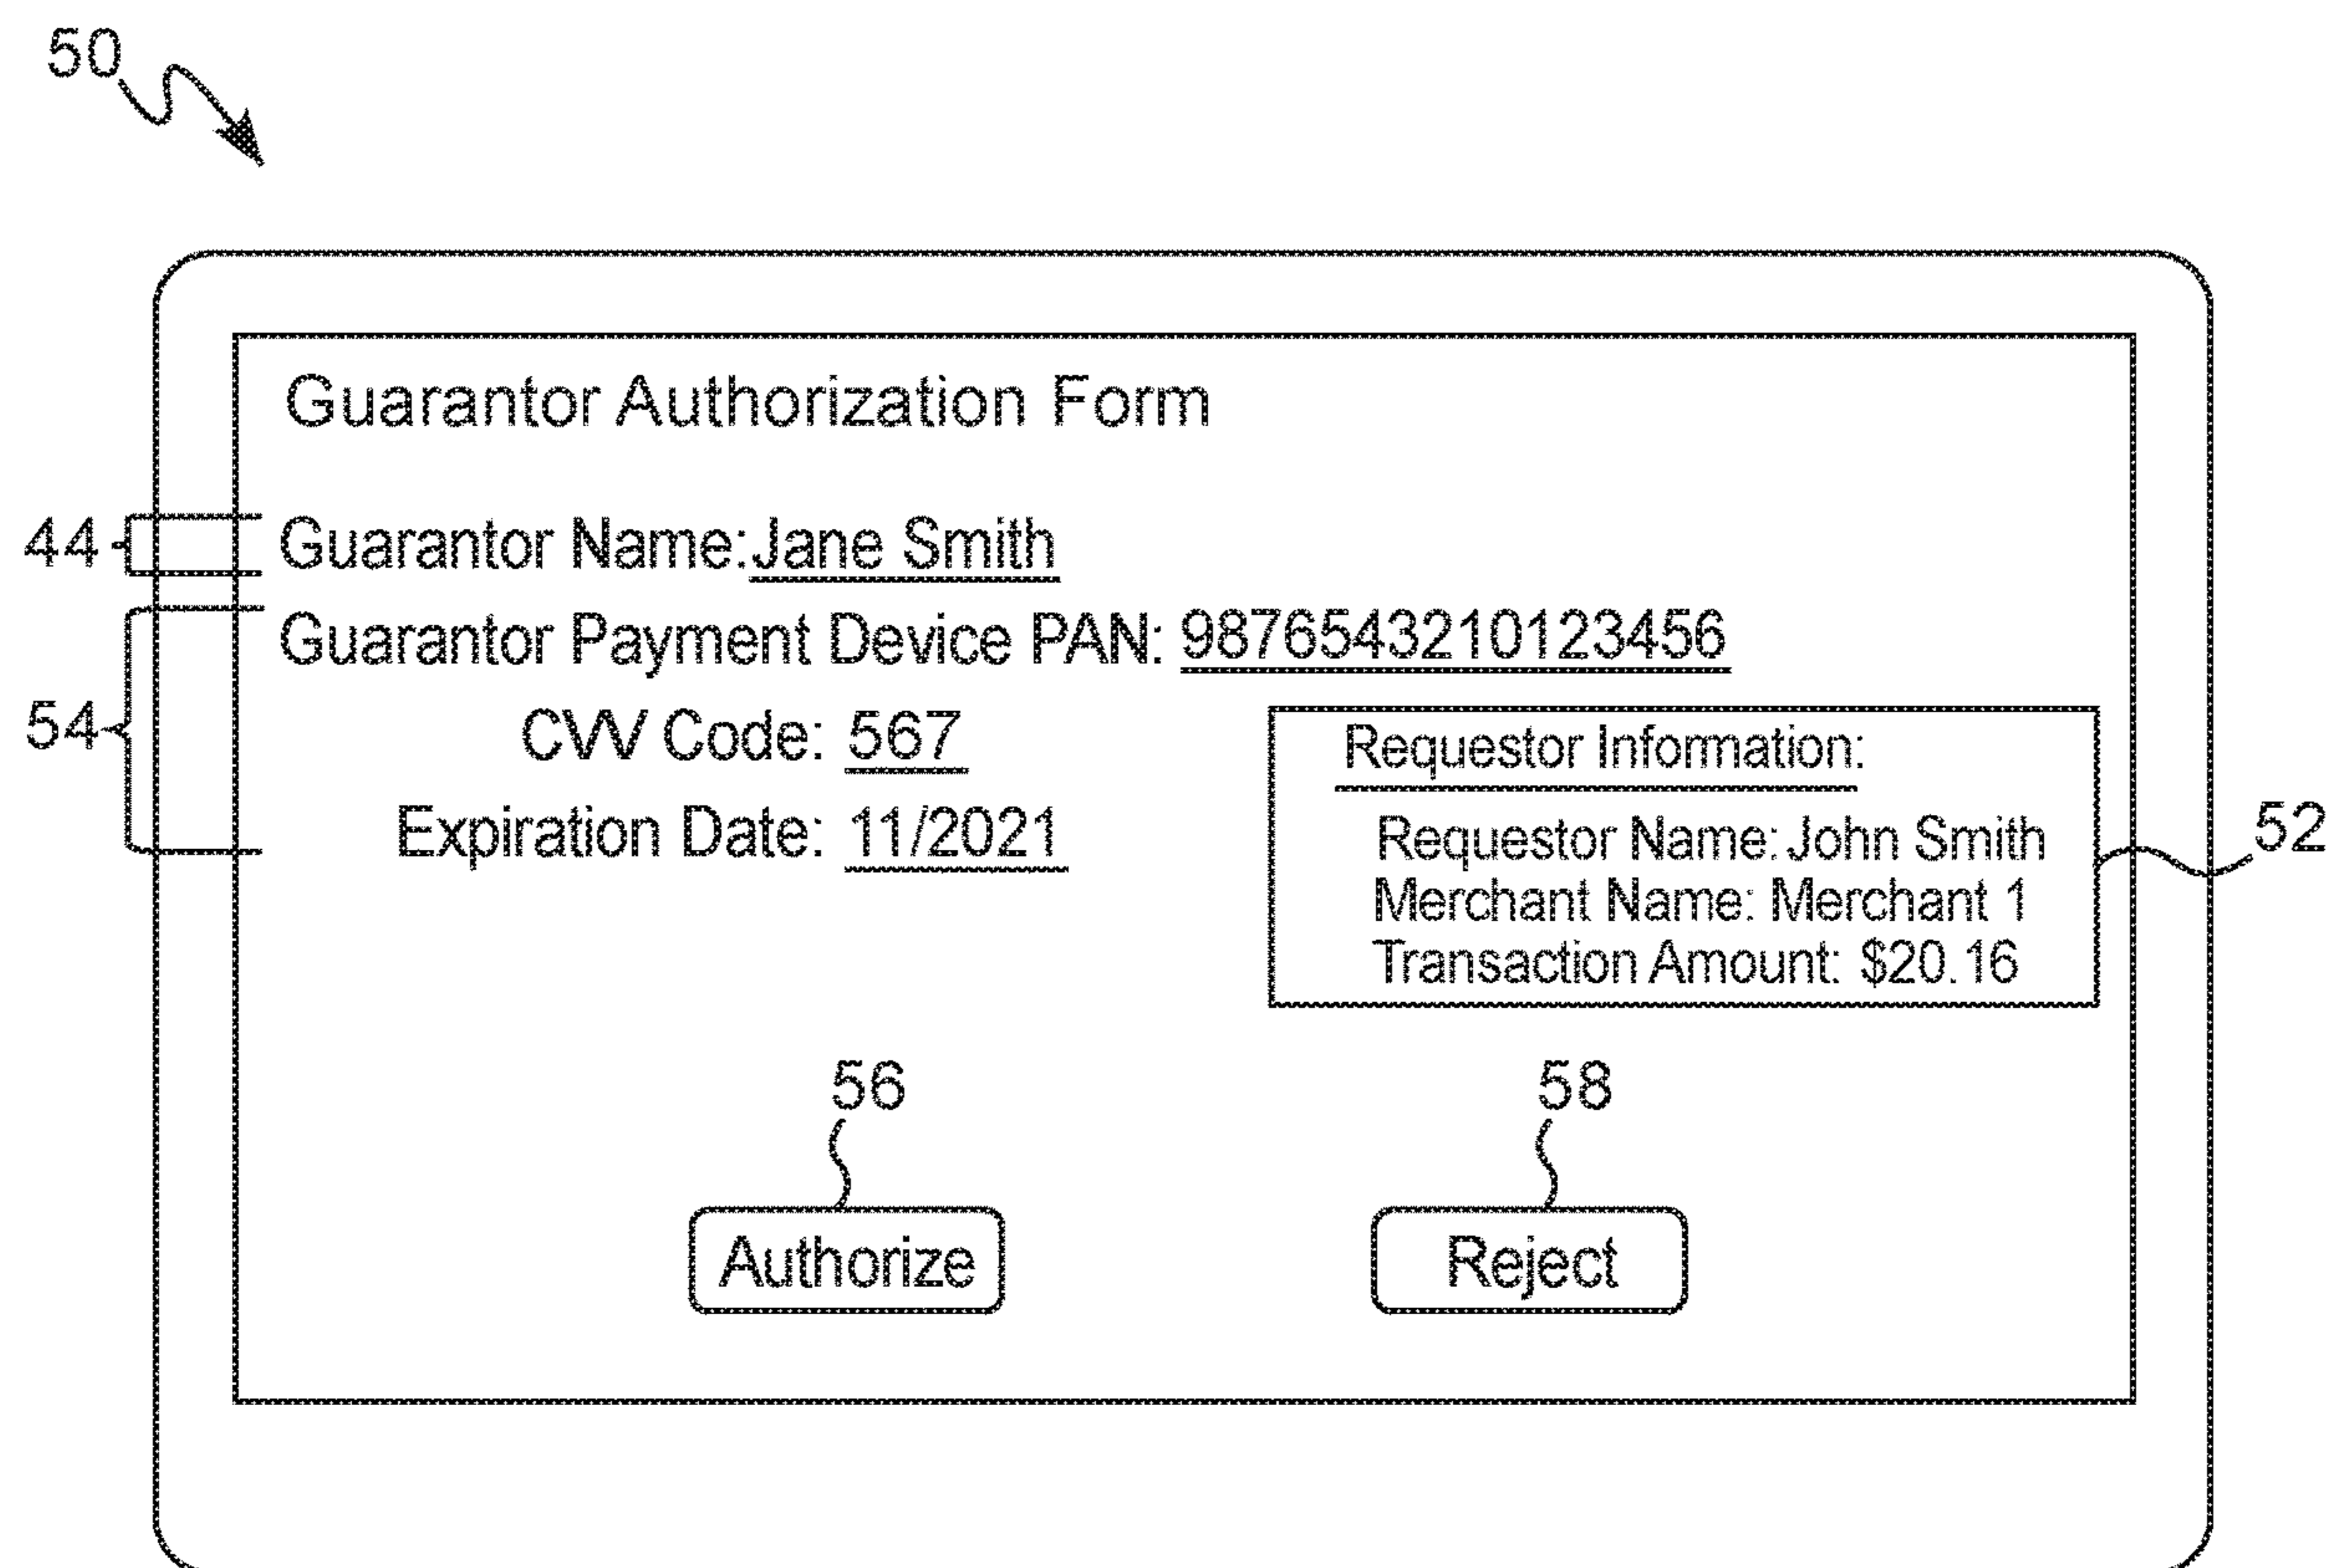 50
Guarantor Authorization Form
44
Guarantor Name: Jane Smith
Guarantor Payment Device PAN: 9876543210123456
54
CVV Code: 567
Expiration Date: 11/2021
Requestor Information:
Requestor Name: John Smith
Merchant Name: Merchant 1
Transaction Amount: $20.16
52
56
58
Authorize
Reject